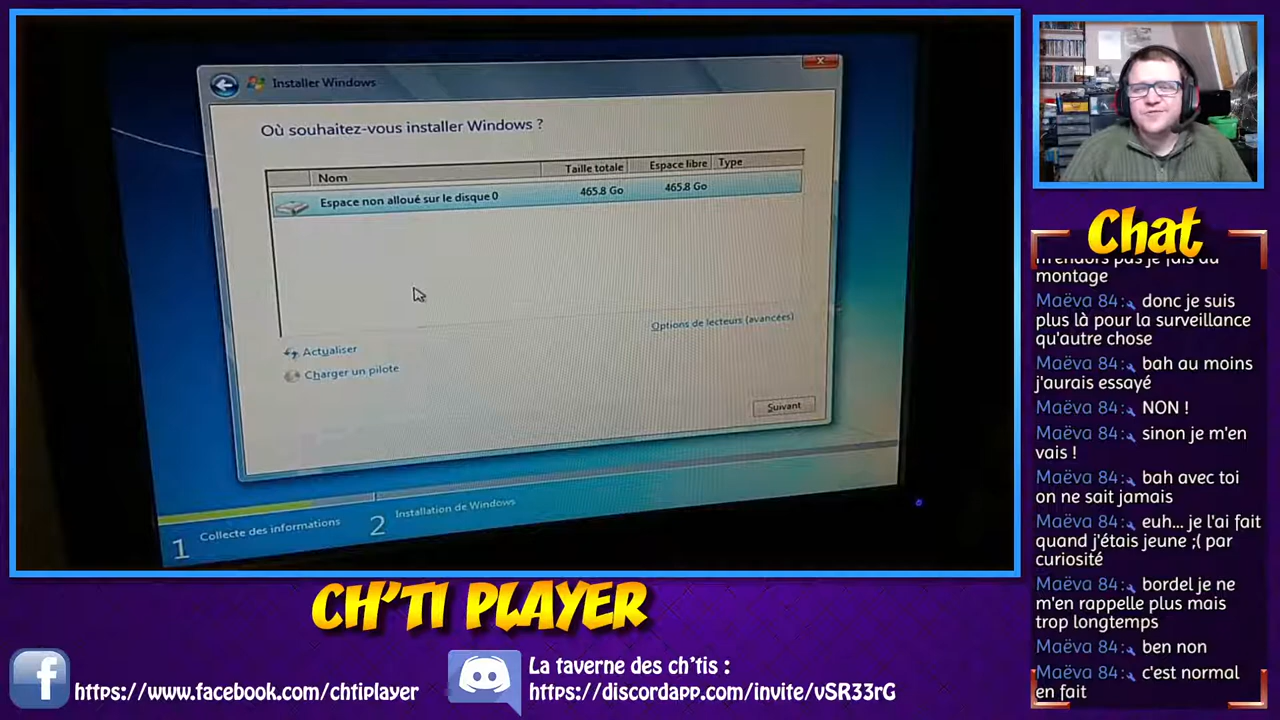 Installer Windows
Où souhaitez-vous installer Windows ?
Nom Taille totale Espace libre Type
Espace non alloué sur le disque 0 465.8 Go 465.8 Go
Options de lecteurs (avancées)
Actualiser
Charger un pilote
Suivant
1 Collecte des informations 2 Installation de Windows
Chat
montage
Maëva 84: donc je suis
plus là pour la surveillance
qu'autre chose
Maëva 84: bah au moins
j'aurais essayé
Maëva 84: NON !
Maëva 84: sinon je m'en
vais !
Maëva 84: bah avec toi
on ne sait jamais
Maëva 84: euh... je l'ai fait
quand j'étais jeune ;( par
curiosité
Maëva 84: bordel je ne
m'en rappelle plus mais
trop longtemps
Maëva 84: ben non
Maëva 84: c'est normal
en fait
CH'TI PLAYER
https://www.facebook.com/chtiplayer
La taverne des ch'tis :
https://discordapp.com/invite/vSR33rG